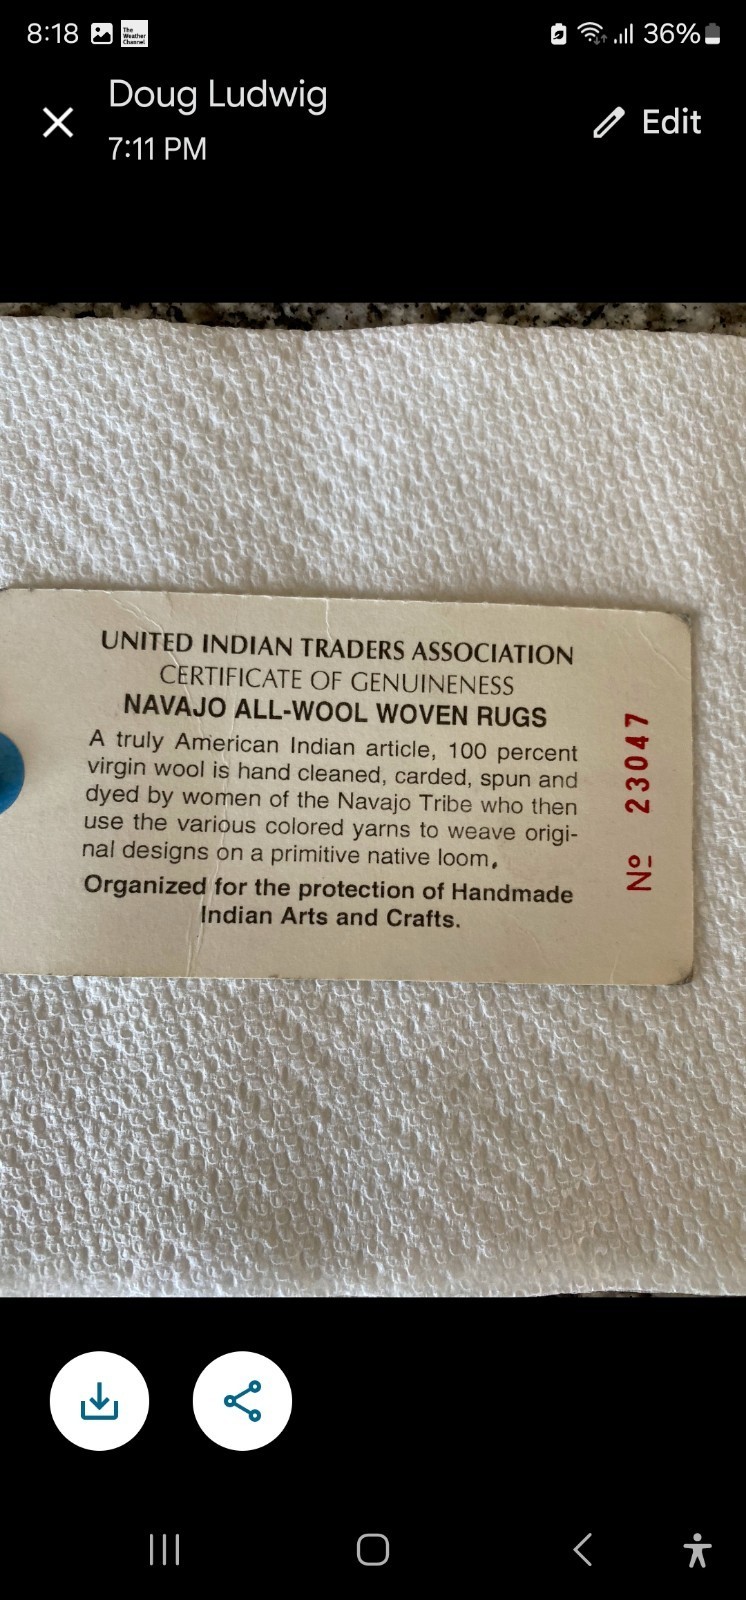 8:18
The
Weather
Channel
36%
Doug Ludwig
7:11 PM
Edit
UNITED INDIAN TRADERS ASSOCIATION
CERTIFICATE OF GENUINENESS
NAVAJO ALL-WOOL WOVEN RUGS
A truly American Indian article, 100 percent
virgin wool is hand cleaned, carded, spun and
dyed by women of the Navajo Tribe who then
use the various colored yarns to weave origi-
nal designs on a primitive native loom.
Organized for the protection of Handmade
Indian Arts and Crafts.
Nº 23047